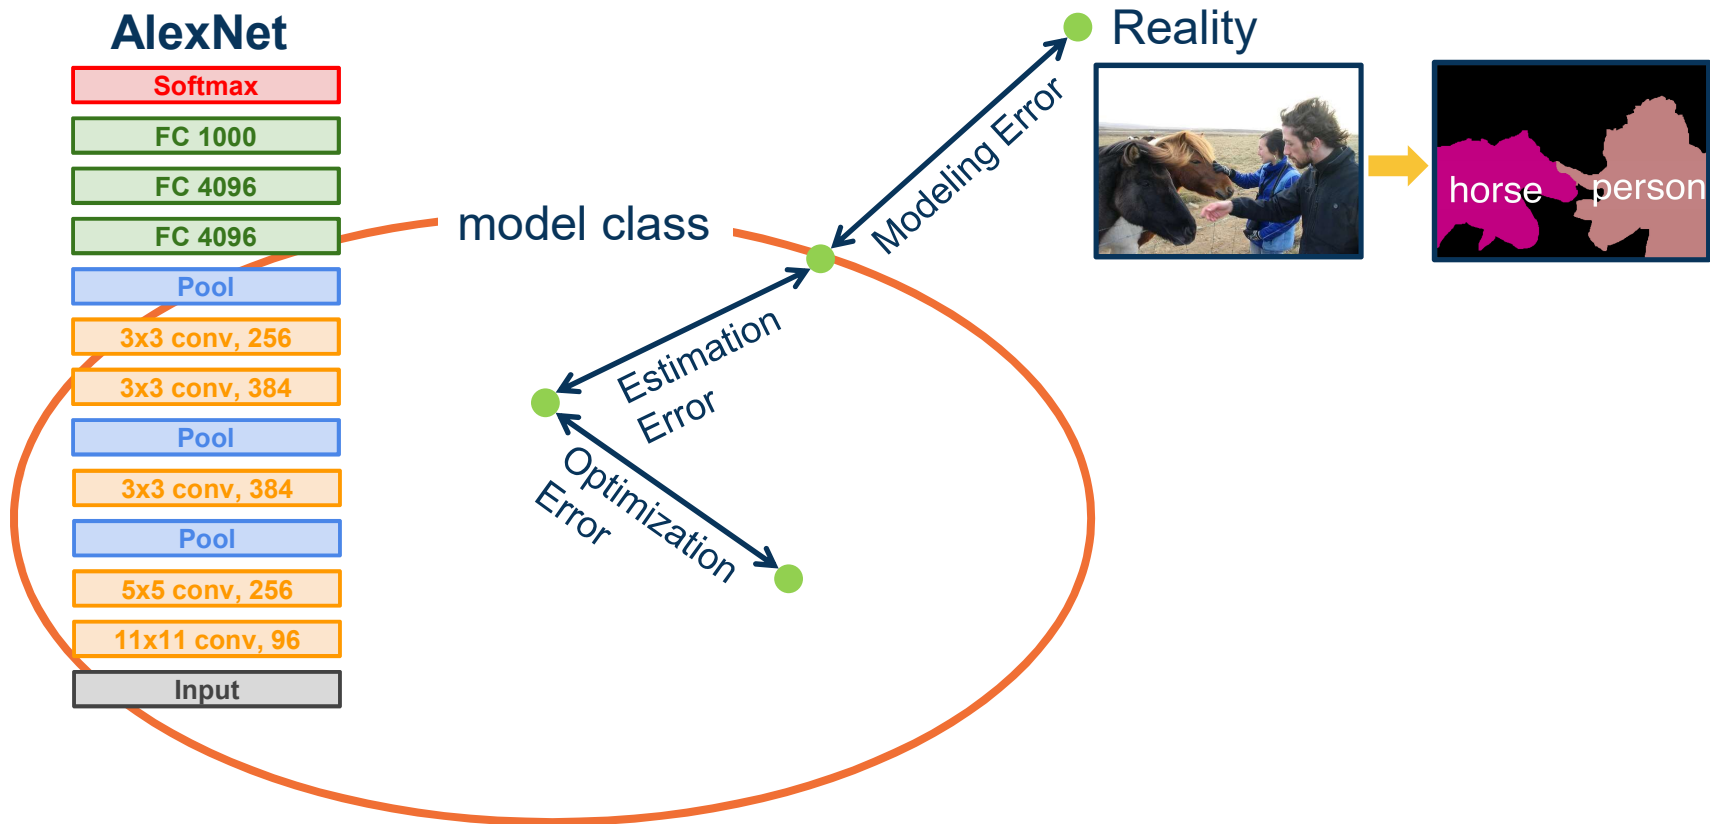 AlexNet
Softmax
FC 1000
FC 4096
FC 4096
Pool
3x3 conv, 256
3x3 conv, 384
Pool
3x3 conv, 384
Pool
5x5 conv, 256
11x11 conv, 96
Input
model class
Reality
Modeling Error
Estimation
Error
Optimization
Error
horse
person